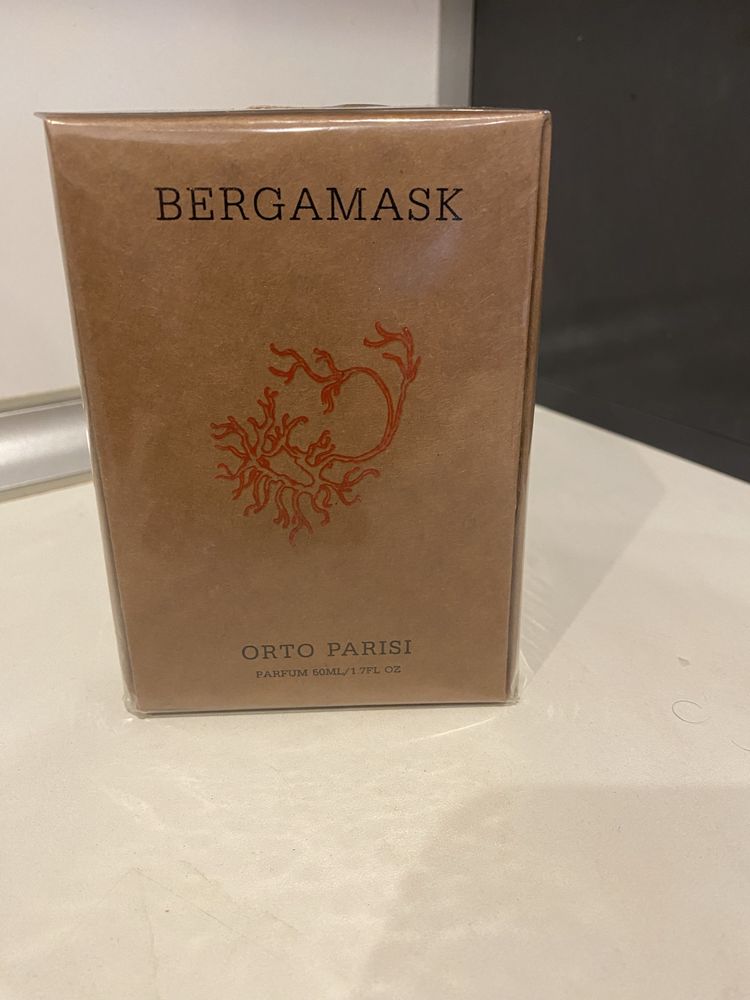 BERGAMASK
ORTO PARISI
PARFUM 50ML/1.7FL OZ